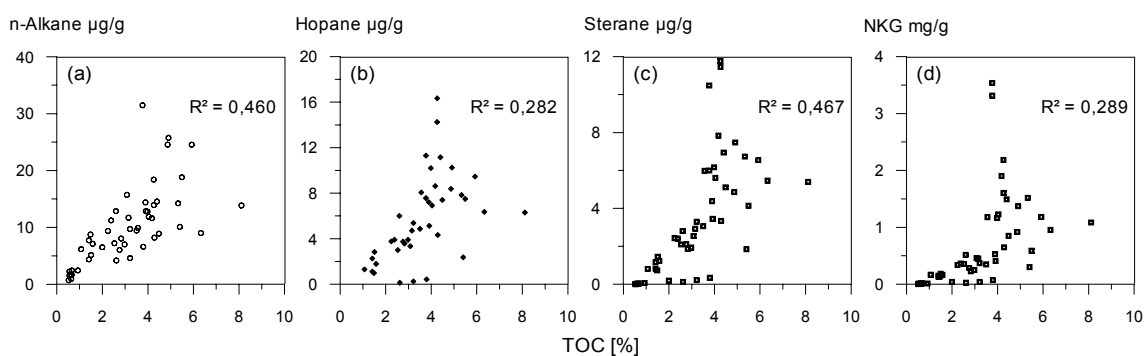 n-Alkane µg/g
Hopane µg/g
Sterane µg/g
NKG mg/g
40
30
20
10
0
(a)
R² = 0,460
0 2 4 6 8 10
20
16
12
8
4
0
(b)
R² = 0,282
0 2 4 6 8 10
12
8
4
0
(c)
R² = 0,467
0 2 4 6 8 10
4
3
2
1
0
(d)
R² = 0,289
0 2 4 6 8 10
TOC [%]